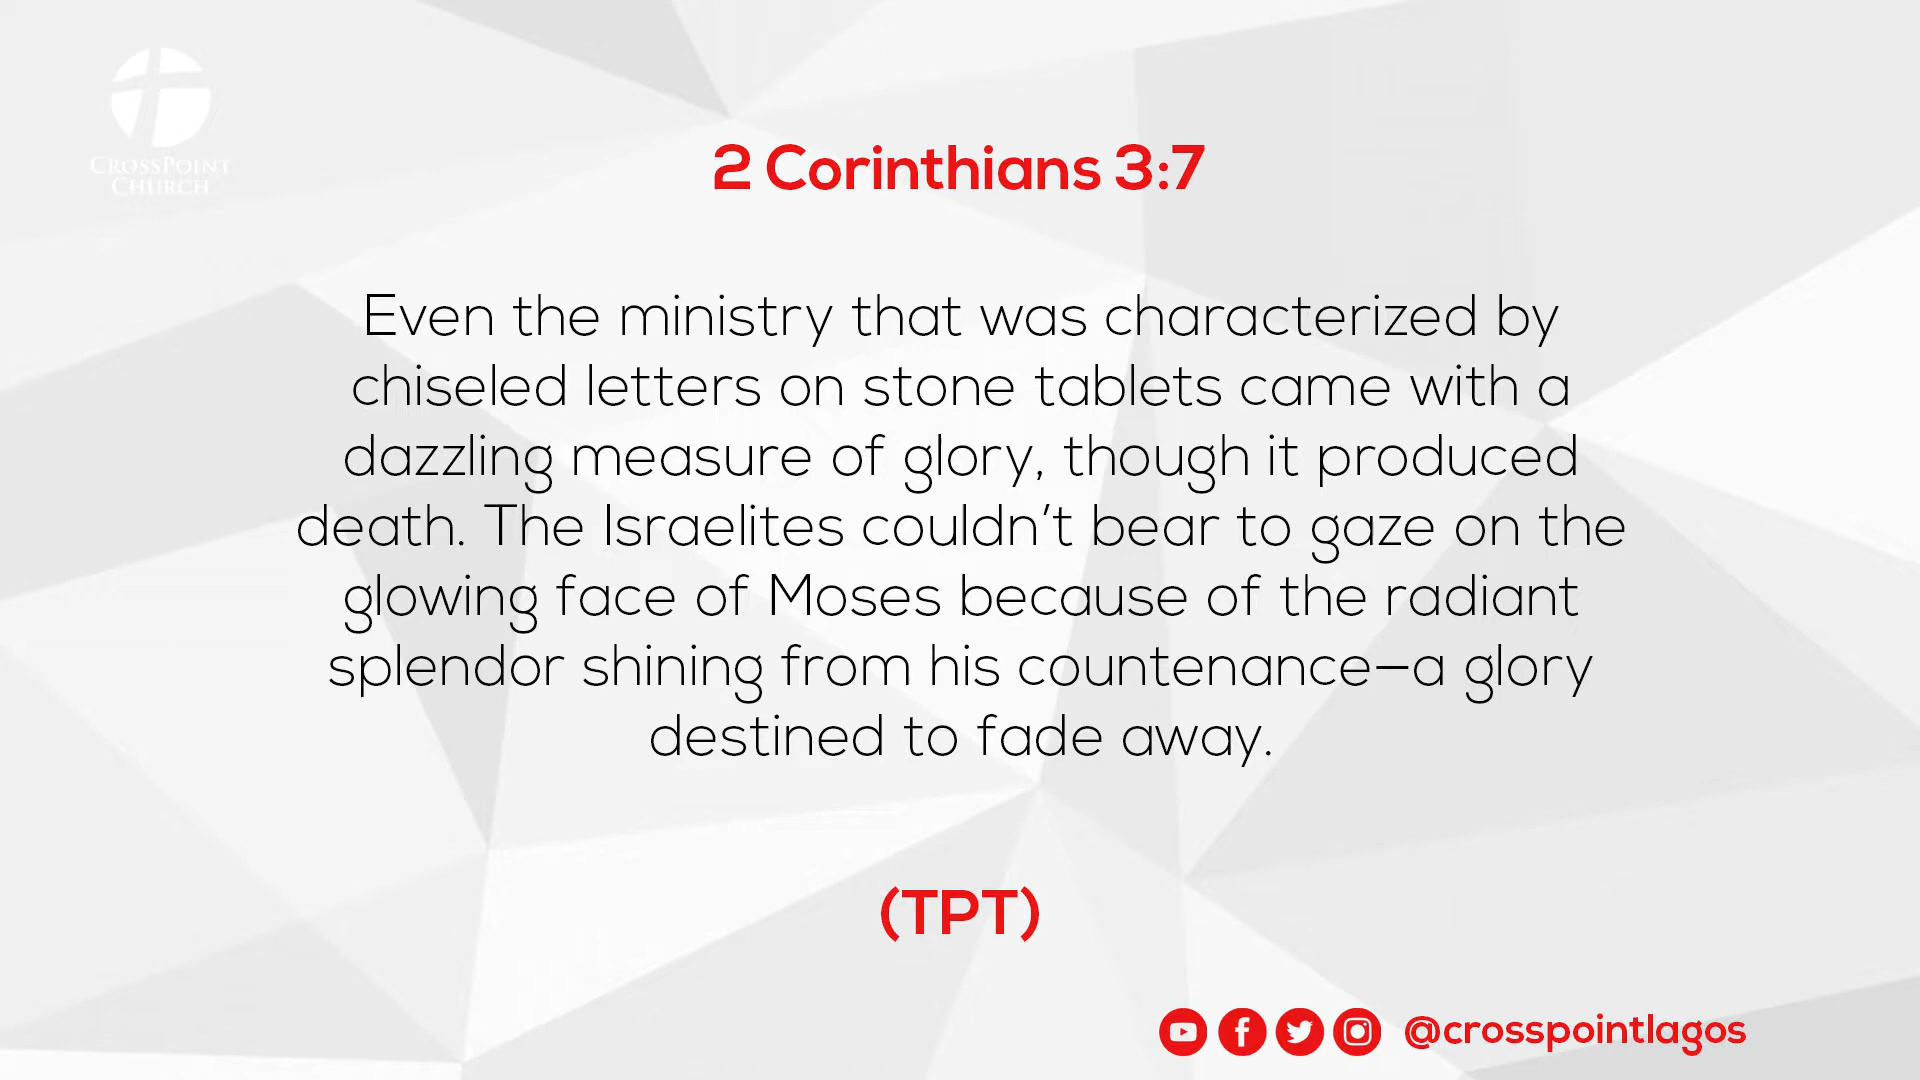 CROSSPOINT
CHURCH
2 Corinthians 3:7
Even the ministry that was characterized by
chiseled letters on stone tablets came with a
dazzling measure of glory, though it produced
death. The Israelites couldn’t bear to gaze on the
glowing face of Moses because of the radiant
splendor shining from his countenance—a glory
destined to fade away.
(TPT)
@crosspointlagos